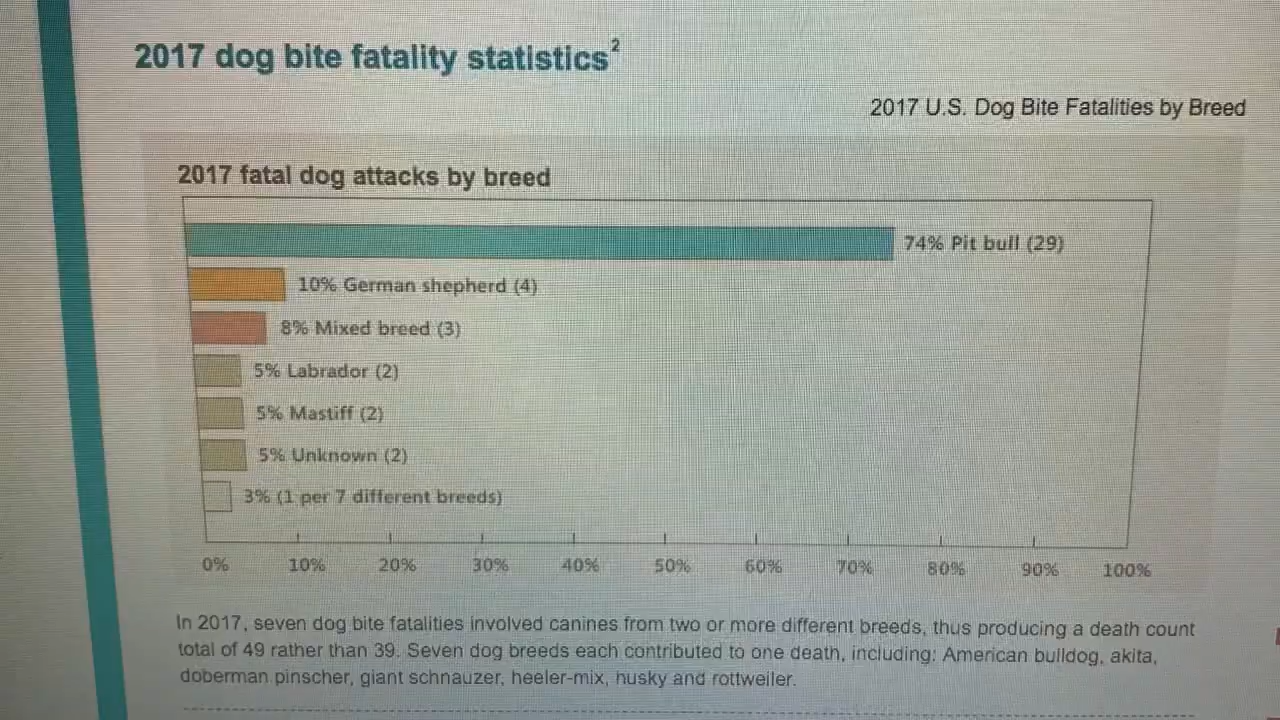 2017 dog bite fatality statistics²
2017 U.S. Dog Bite Fatalities by Breed
2017 fatal dog attacks by breed
74% Pit bull (29)
10% German shepherd (4)
8% Mixed breed (3)
5% Labrador (2)
5% Mastiff (2)
5% Unknown (2)
3% (1 per 7 different breeds)
0% 10% 20% 30% 40% 50% 60% 70% 80% 90% 100%
In 2017, seven dog bite fatalities involved canines from two or more different breeds, thus producing a death count
total of 49 rather than 39. Seven dog breeds each contributed to one death, including: American bulldog, akita,
doberman pinscher, giant schnauzer, heeler-mix, husky and rottweiler.